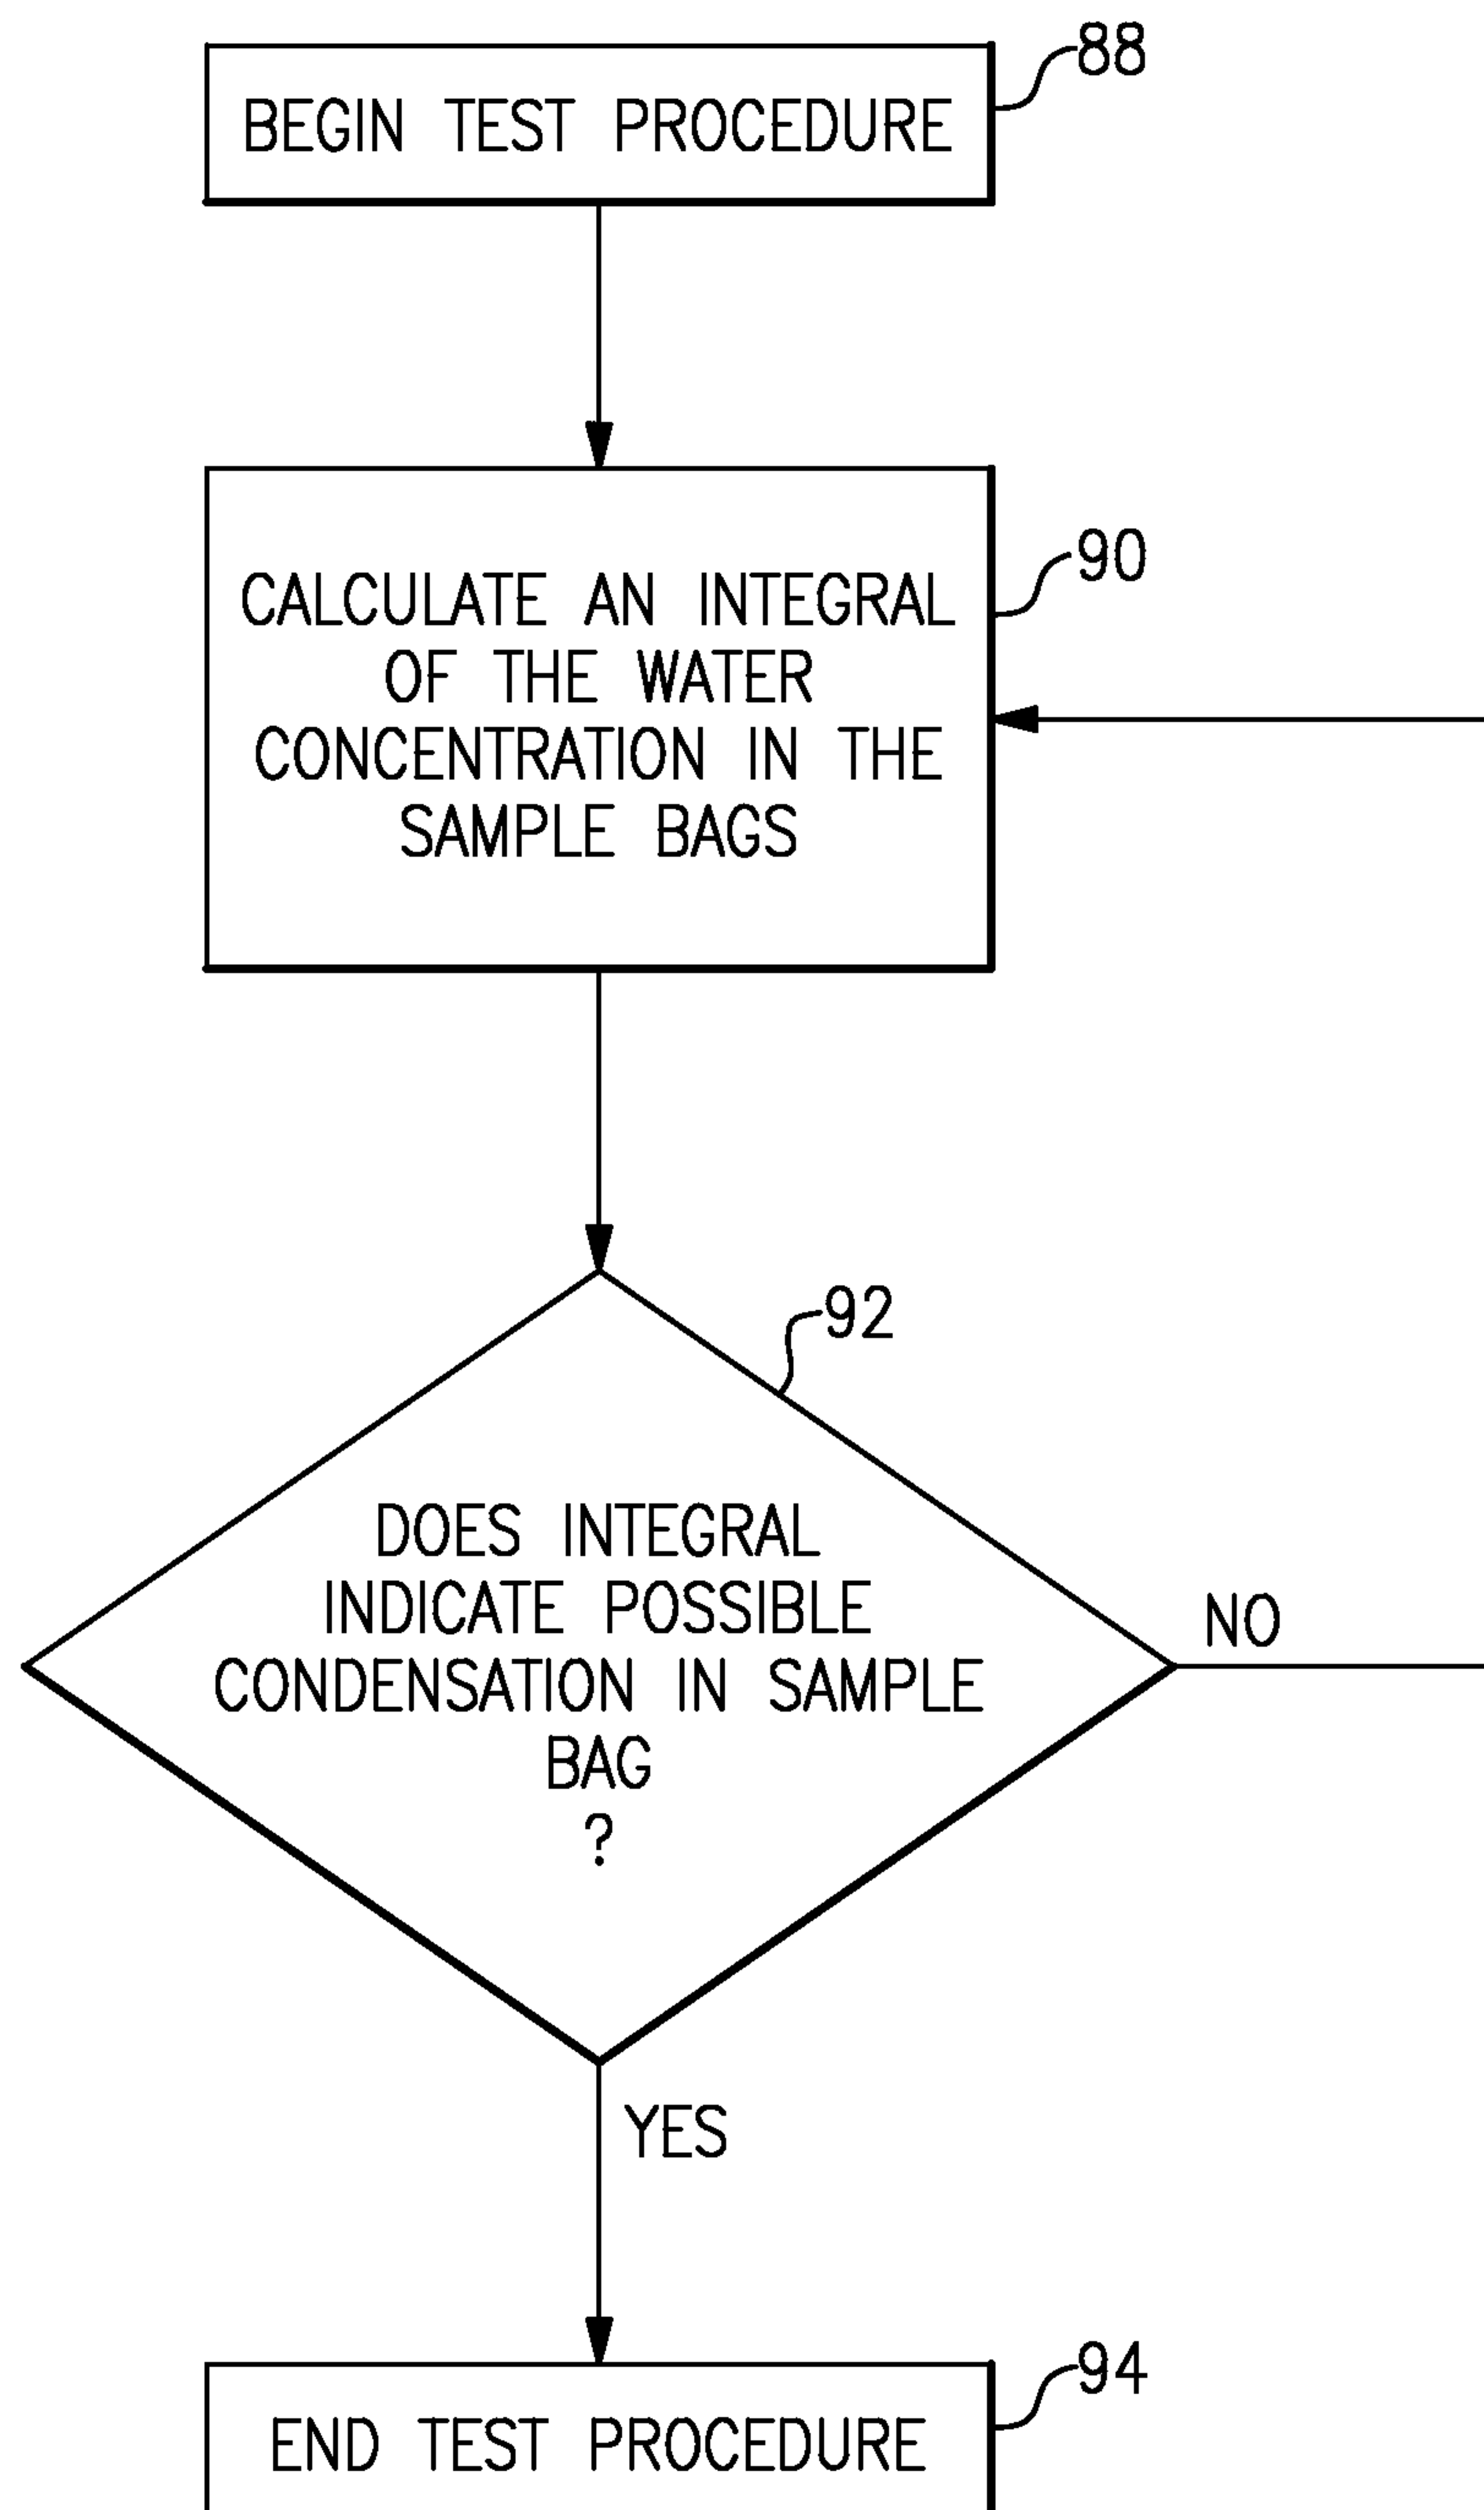 BEGIN TEST PROCEDURE
88
CALCULATE AN INTEGRAL
OF THE WATER
CONCENTRATION IN THE
SAMPLE BAGS
90
92
DOES INTEGRAL
INDICATE POSSIBLE
CONDENSATION IN SAMPLE
BAG
?
NO
YES
END TEST PROCEDURE
94